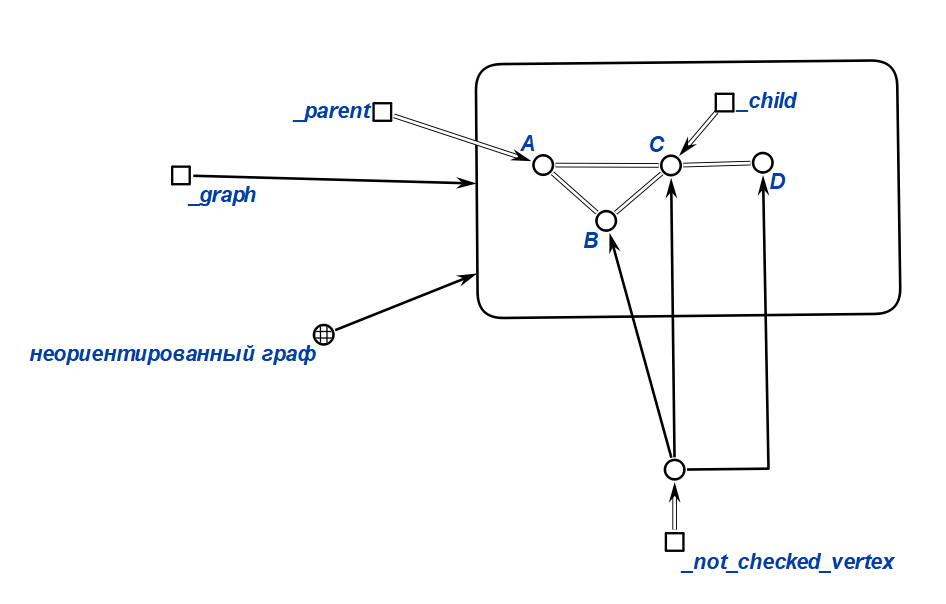 _child
_parent
A
C
D
_graph
B
неориентированный граф
_not_checked_vertex